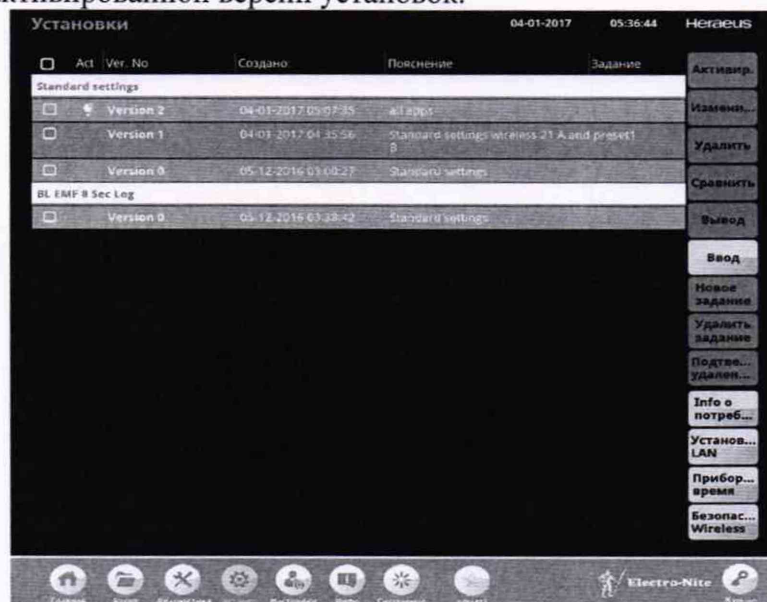 активированной версии установок.
Установки 04-01-2017 05:36:44 Heraeus
Act Ver. No Создано: Пояснение Задание
Активир.
Standard settings
Измени...
Version 2 04-01-2017 05:07:35 all apps
Version 1 04-01-2017 04:35:56 Standard settings wireless 21 A and preset1
B
Удалить
Version 0 05-12-2016 03:00:27 Standard settings
Сравнить
BL EMF 8 Sec Log
Version 0 05-12-2016 03:38:42 Standard settings
Вывод
Ввод
Новое
задание
Удалить
задание
Подтве...
удален...
Info о
потреб...
Установ...
LAN
Прибор...
время
Безопас...
Wireless
Electro-Nite